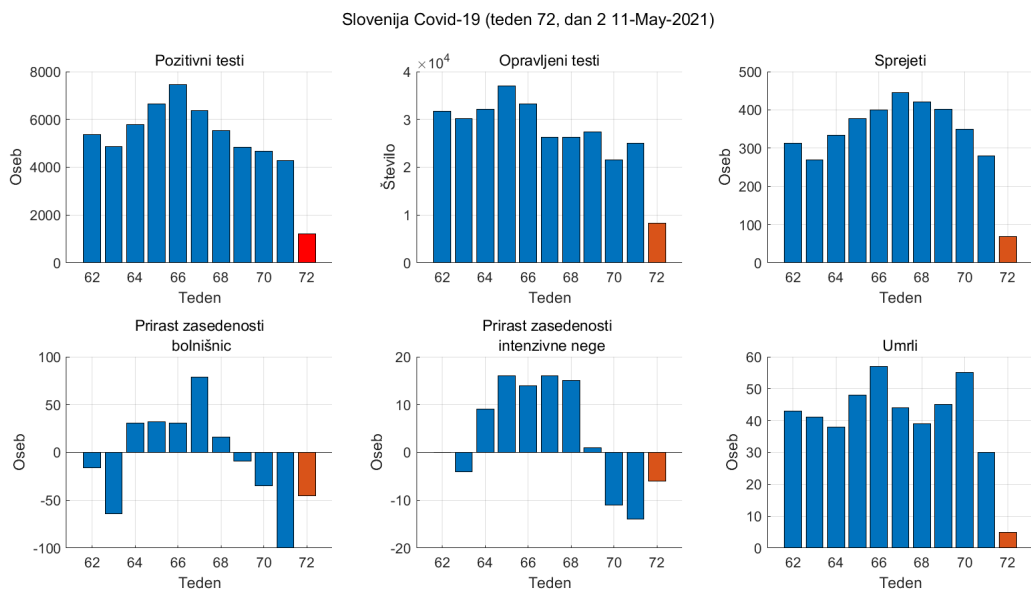 Slovenija Covid-19 (teden 72, dan 2 11-May-2021)
Pozitivni testi
8000
6000
4000
2000
0
Oseb
62 64 66 68 70 72
Teden
Opravljeni testi
×10⁴
4
3
2
1
0
Število
62 64 66 68 70 72
Teden
Sprejeti
500
400
300
200
100
0
Oseb
62 64 66 68 70 72
Teden
Prirast zasedenosti
bolnišnic
100
50
0
-50
-100
Oseb
62 64 66 68 70 72
Teden
Prirast zasedenosti
intenzivne nege
20
10
0
-10
-20
Oseb
62 64 66 68 70 72
Teden
Umrli
60
50
40
30
20
10
0
Oseb
62 64 66 68 70 72
Teden